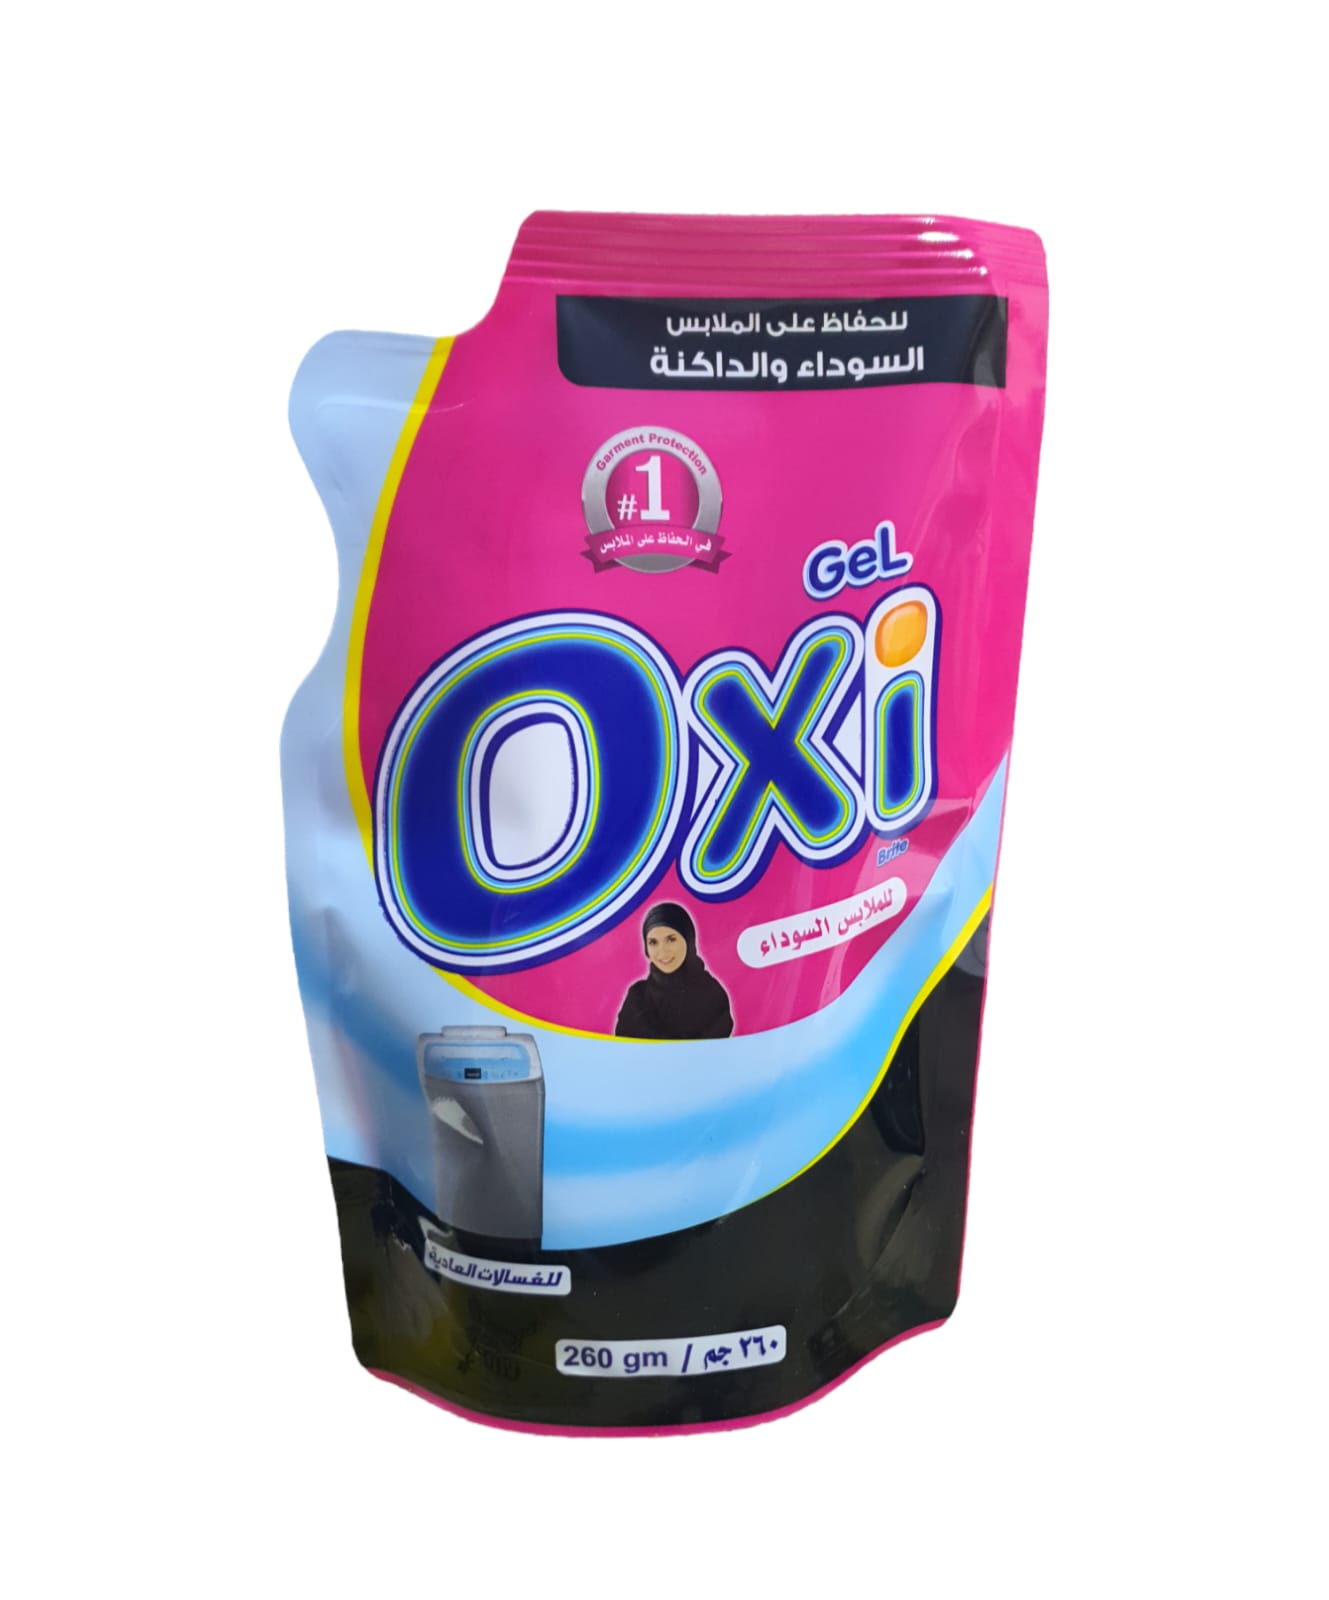 للحفاظ على الملابس
السوداء والداكنة
Garment Protection
#1
في الحفاظ على الملابس
GeL
Oxi
Brite
للملابس السوداء
للغسالات العادية
260 gm / ٢٦٠ جم